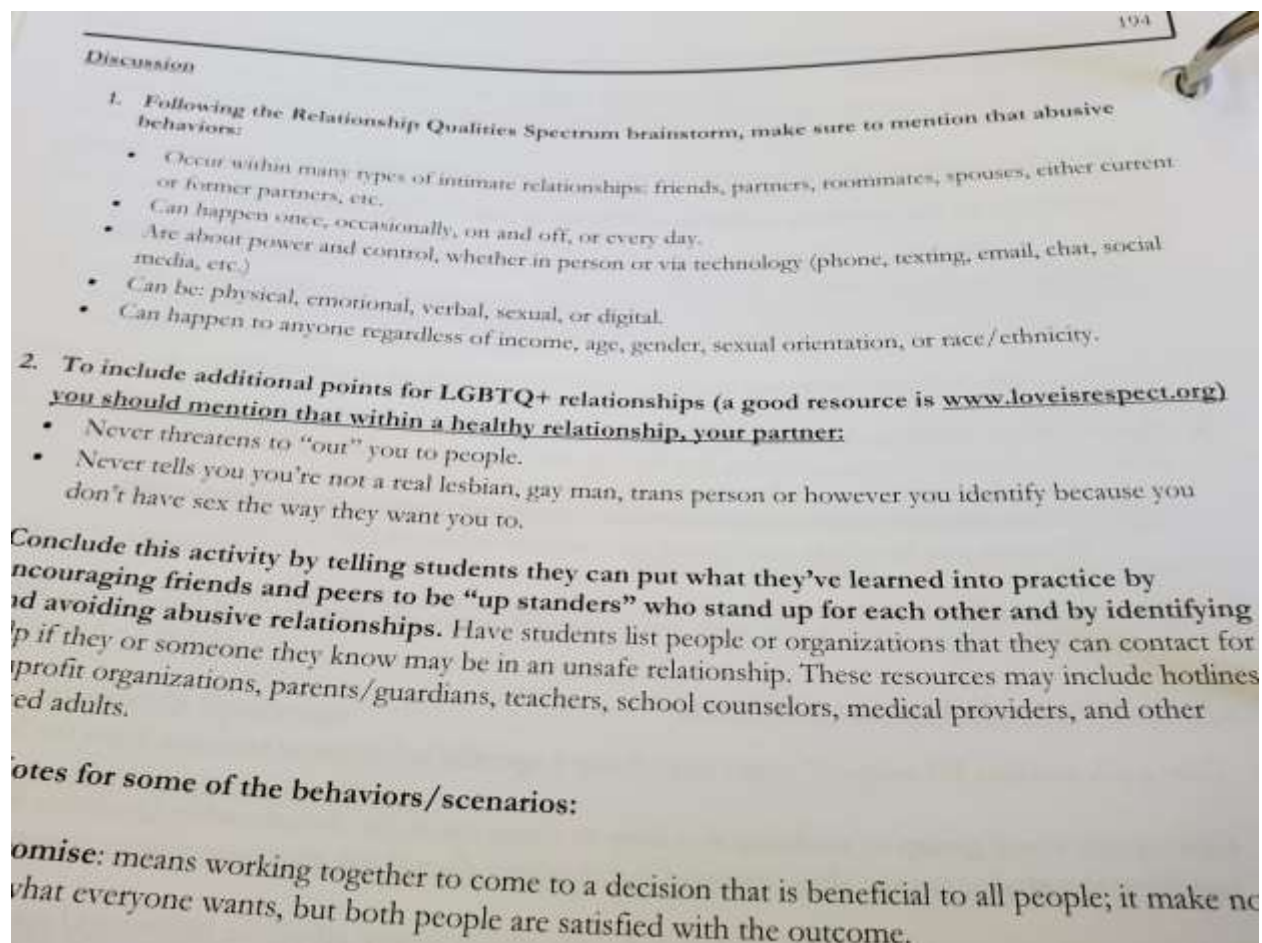 194
Discussion
1. Following the Relationship Qualities Spectrum brainstorm, make sure to mention that abusive
behaviors:
• Occur within many types of intimate relationships: friends, partners, roommates, spouses, either current
or former partners, etc.
• Can happen once, occasionally, on and off, or every day.
• Are about power and control, whether in person or via technology (phone, texting, email, chat, social
media, etc.)
• Can be: physical, emotional, verbal, sexual, or digital.
• Can happen to anyone regardless of income, age, gender, sexual orientation, or race/ethnicity.
2. To include additional points for LGBTQ+ relationships (a good resource is www.loveisrespect.org)
you should mention that within a healthy relationship, your partner:
• Never threatens to "out" you to people.
• Never tells you you're not a real lesbian, gay man, trans person or however you identify because you
don't have sex the way they want you to.
Conclude this activity by telling students they can put what they've learned into practice by
ncouraging friends and peers to be "up standers" who stand up for each other and by identifying
nd avoiding abusive relationships. Have students list people or organizations that they can contact for
p if they or someone they know may be in an unsafe relationship. These resources may include hotlines
profit organizations, parents/guardians, teachers, school counselors, medical providers, and other
ed adults.
otes for some of the behaviors/scenarios:
omise: means working together to come to a decision that is beneficial to all people; it make no
what everyone wants, but both people are satisfied with the outcome.